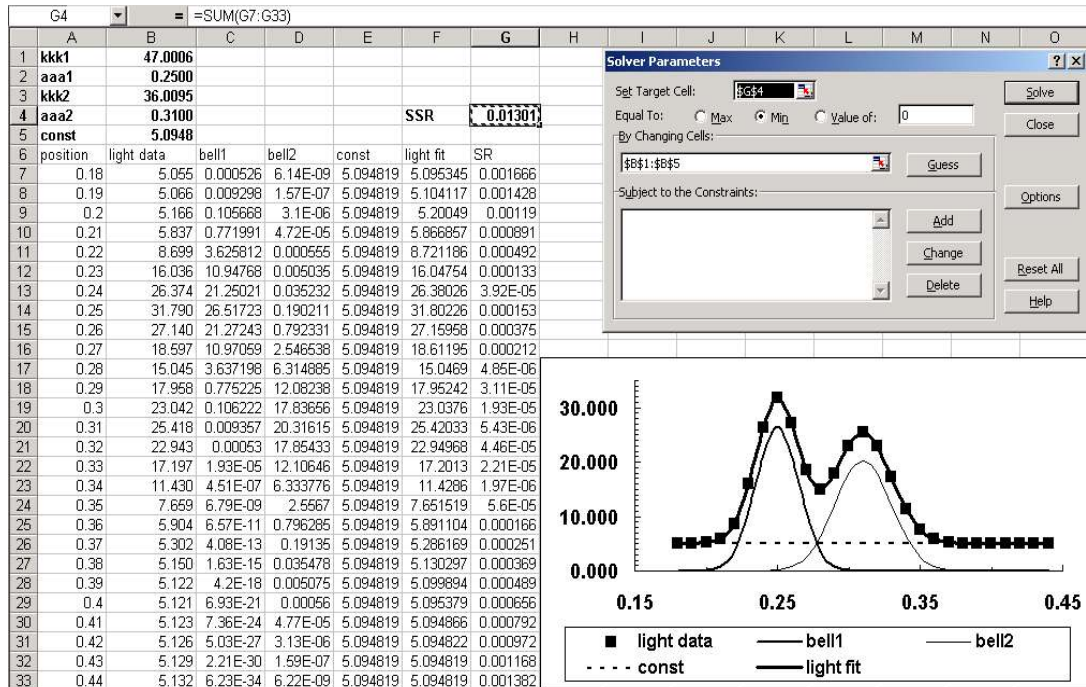 G4 = =SUM(G7:G33)
A B C D E F G H I J K L M N O
1 kkk1 47.0006
2 aaa1 0.2500
3 kkk2 36.0095
4 aaa2 0.3100 SSR 0.01301
5 const 5.0948
6 position light data bell1 bell2 const light fit SR
7 0.18 5.055 0.000526 6.14E-09 5.094819 5.095345 0.001666
8 0.19 5.066 0.009298 1.57E-07 5.094819 5.104117 0.001428
9 0.2 5.166 0.105668 3.1E-06 5.094819 5.20049 0.00119
10 0.21 5.837 0.771991 4.72E-05 5.094819 5.866857 0.000891
11 0.22 8.699 3.625812 0.000555 5.094819 8.721186 0.000492
12 0.23 16.036 10.94768 0.005035 5.094819 16.04754 0.000133
13 0.24 26.374 21.25021 0.035232 5.094819 26.38026 3.92E-05
14 0.25 31.790 26.51723 0.190211 5.094819 31.80226 0.000153
15 0.26 27.140 21.27243 0.792331 5.094819 27.15958 0.000375
16 0.27 18.597 10.97059 2.546538 5.094819 18.61195 0.000212
17 0.28 15.045 3.637198 6.314885 5.094819 15.0469 4.85E-06
18 0.29 17.958 0.775225 12.08238 5.094819 17.95242 3.11E-05
19 0.3 23.042 0.106222 17.83656 5.094819 23.0376 1.93E-05
20 0.31 25.418 0.009357 20.31615 5.094819 25.42033 5.43E-06
21 0.32 22.943 0.00053 17.85433 5.094819 22.94968 4.46E-05
22 0.33 17.197 1.93E-05 12.10646 5.094819 17.2013 2.21E-05
23 0.34 11.430 4.51E-07 6.333776 5.094819 11.4286 1.97E-06
24 0.35 7.659 6.79E-09 2.5567 5.094819 7.651519 5.6E-05
25 0.36 5.904 6.57E-11 0.796285 5.094819 5.891104 0.000166
26 0.37 5.302 4.08E-13 0.19135 5.094819 5.286169 0.000251
27 0.38 5.150 1.63E-15 0.035478 5.094819 5.130297 0.000369
28 0.39 5.122 4.2E-18 0.005075 5.094819 5.099894 0.000489
29 0.4 5.121 6.93E-21 0.00056 5.094819 5.095379 0.000656
30 0.41 5.123 7.36E-24 4.77E-05 5.094819 5.094866 0.000792
31 0.42 5.126 5.03E-27 3.13E-06 5.094819 5.094822 0.000972
32 0.43 5.129 2.21E-30 1.59E-07 5.094819 5.094819 0.001168
33 0.44 5.132 6.23E-34 6.22E-09 5.094819 5.094819 0.001382
Solver Parameters
Set Target Cell: $G$4 Solve
Equal To: Max Min Value of: 0 Close
By Changing Cells:
$B$1:$B$5 Guess
Subject to the Constraints: Options
Add
Change
Delete
Reset All
Help
30.000
20.000
10.000
0.000
0.15 0.25 0.35 0.45
light data bell1 bell2
const light fit